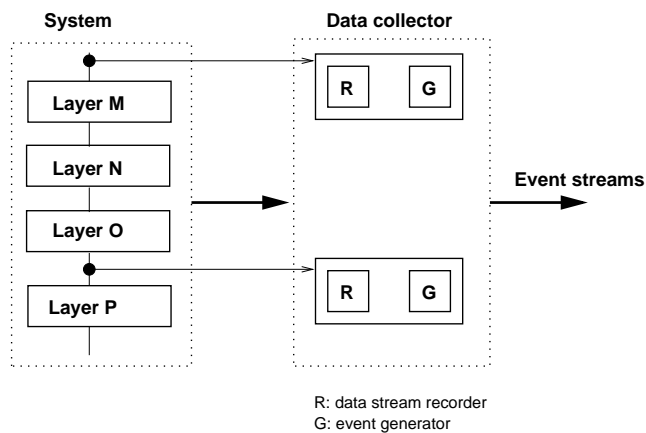 System
Data collector
Layer M
R
G
Layer N
Event streams
Layer O
Layer P
R
G
R: data stream recorder
G: event generator